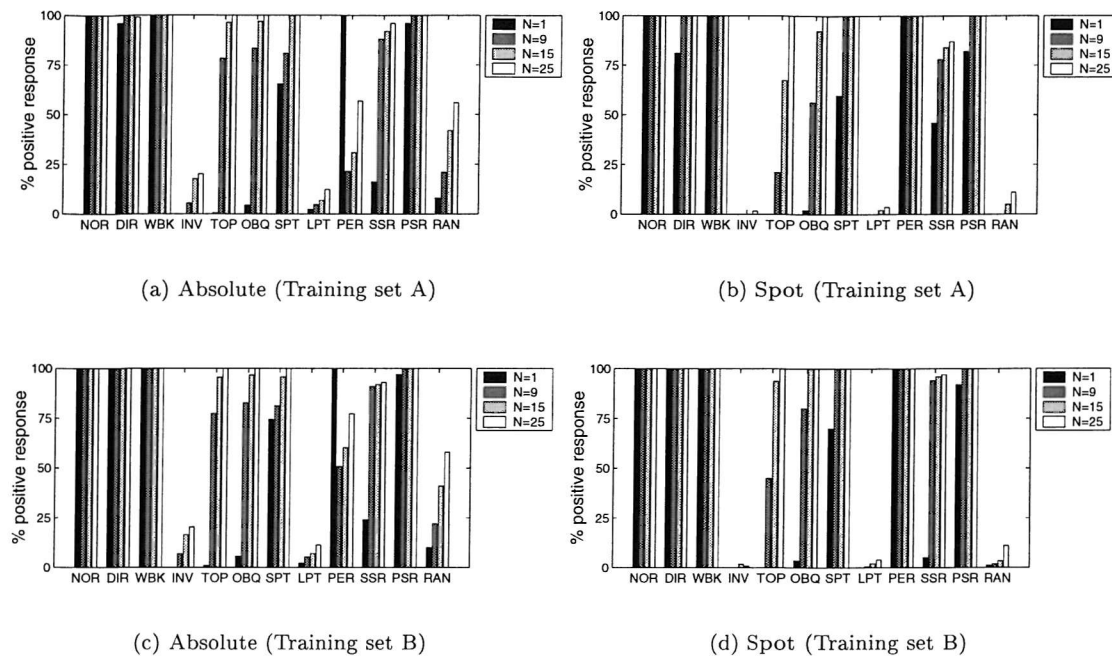 % positive response
100
75
50
25
0
NOR DIR WBK INV TOP OBQ SPT LPT PER SSR PSR RAN
N=1
N=9
N=15
N=25
(a) Absolute (Training set A)
% positive response
100
75
50
25
0
NOR DIR WBK INV TOP OBQ SPT LPT PER SSR PSR RAN
N=1
N=9
N=15
N=25
(b) Spot (Training set A)
% positive response
100
75
50
25
0
NOR DIR WBK INV TOP OBQ SPT LPT PER SSR PSR RAN
N=1
N=9
N=15
N=25
(c) Absolute (Training set B)
% positive response
100
75
50
25
0
NOR DIR WBK INV TOP OBQ SPT LPT PER SSR PSR RAN
N=1
N=9
N=15
N=25
(d) Spot (Training set B)